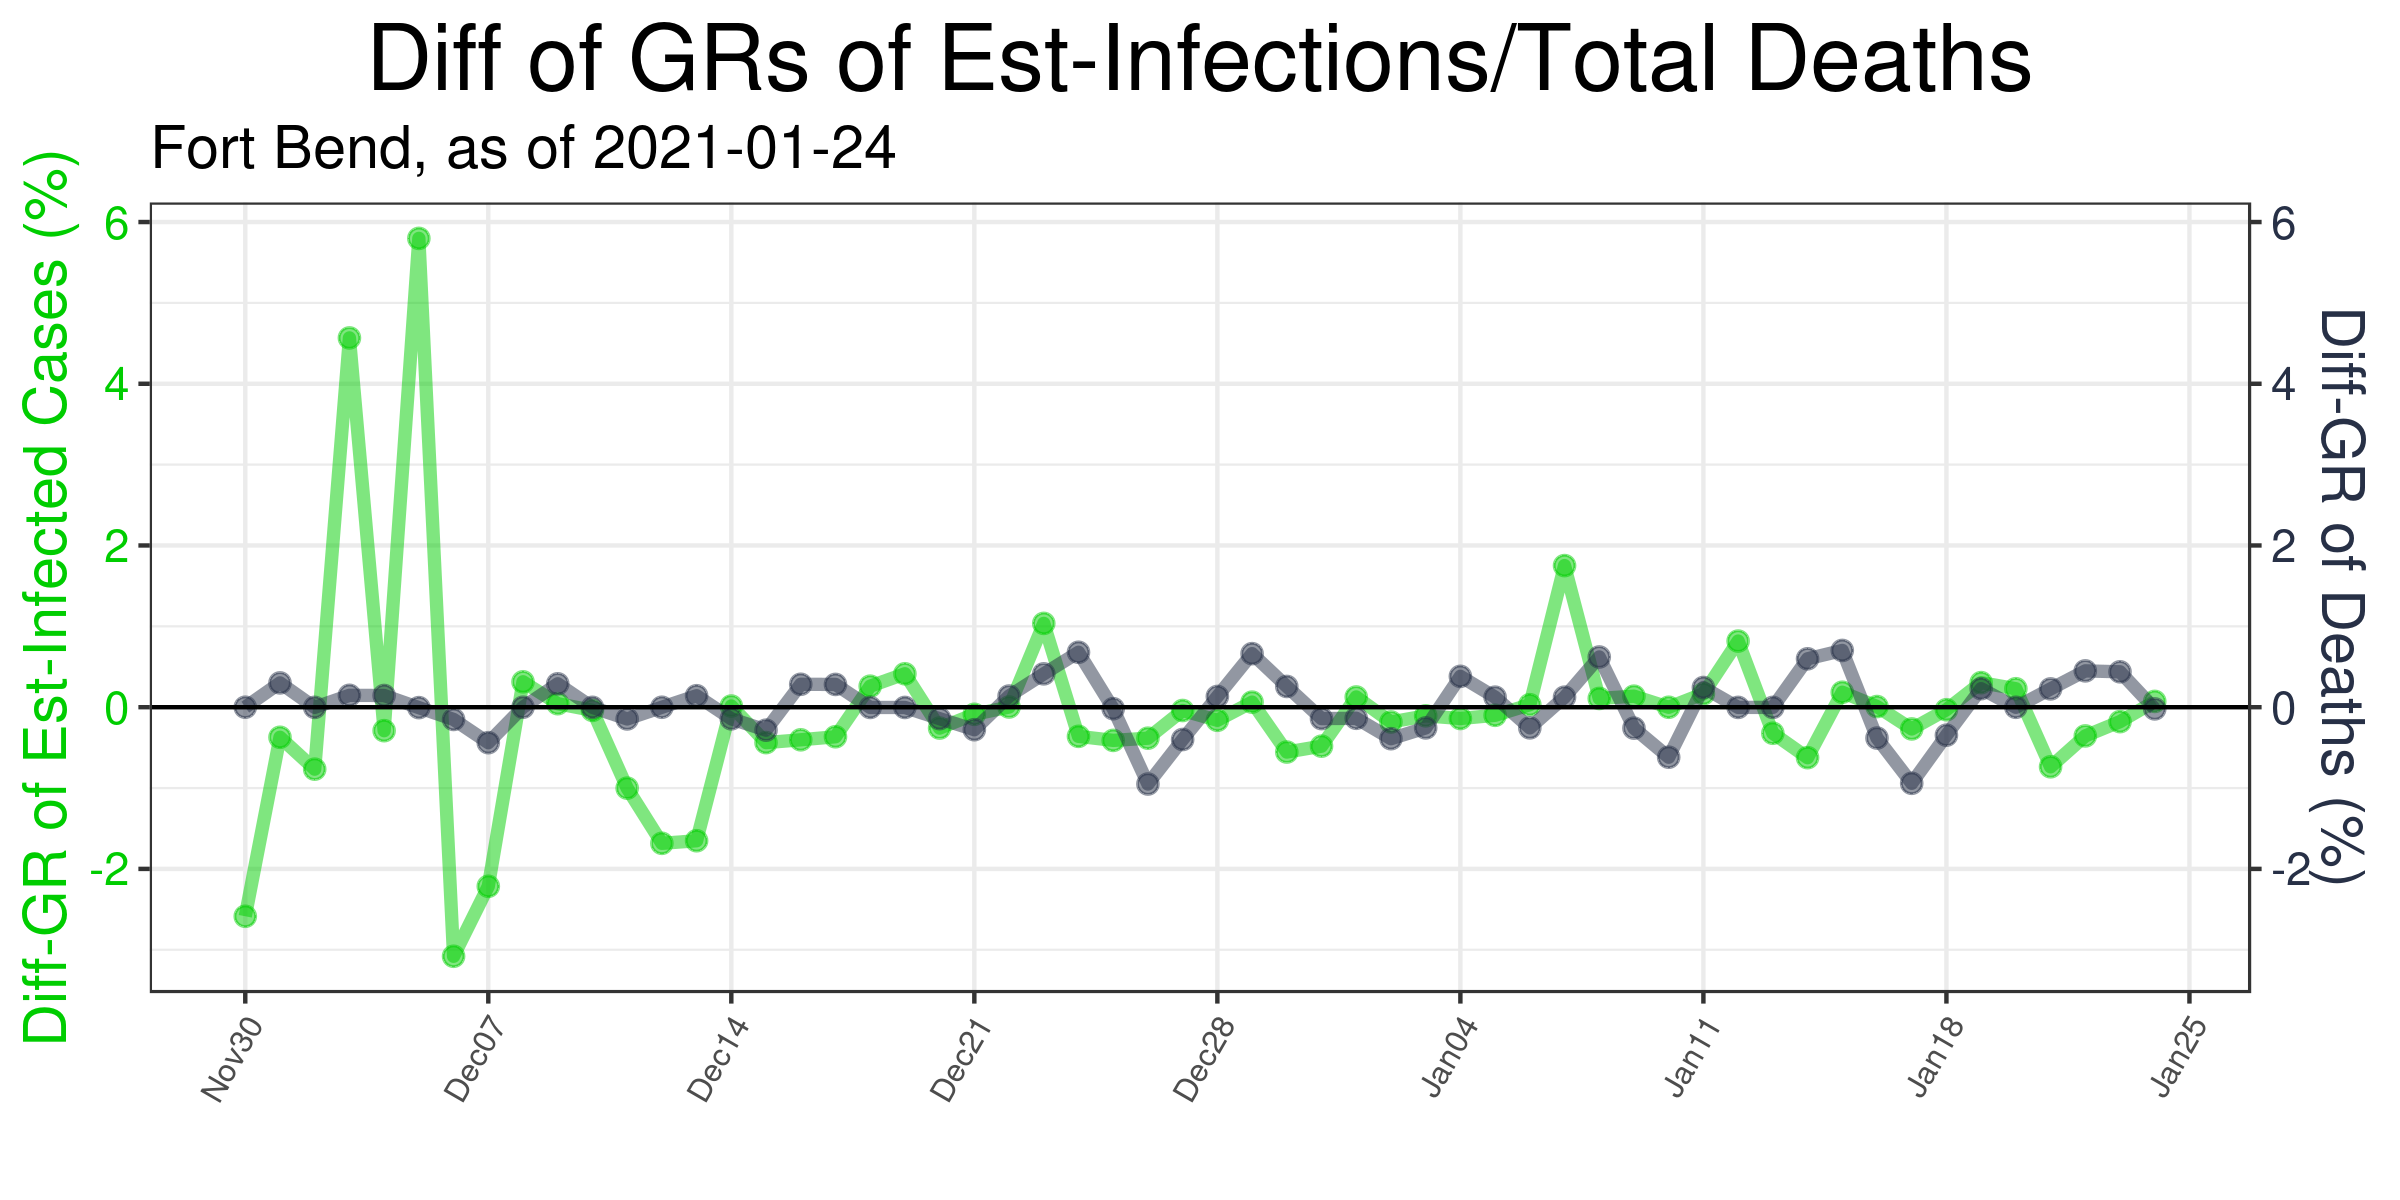 Diff of GRs of Est-Infections/Total Deaths
Fort Bend, as of 2021-01-24
Diff-GR of Est-Infected Cases (%)
6
4
2
0
-2
6
4
2
0
-2
Diff-GR of Deaths (%)
Nov30
Dec07
Dec14
Dec21
Dec28
Jan04
Jan11
Jan18
Jan25